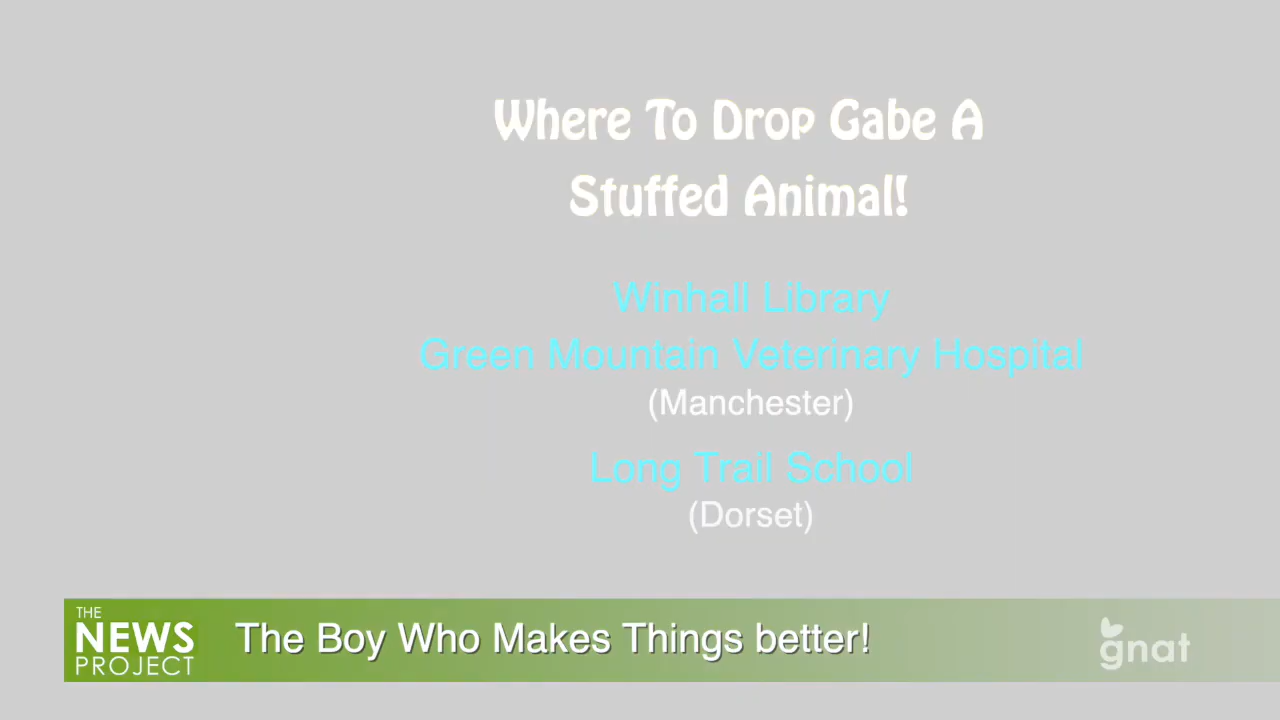 Where To Drop Gabe A
Stuffed Animal!
Winhall Library
Green Mountain Veterinary Hospital
(Manchester)
Long Trail School
(Dorset)
THE
NEWS
PROJECT
The Boy Who Makes Things better!
gnat